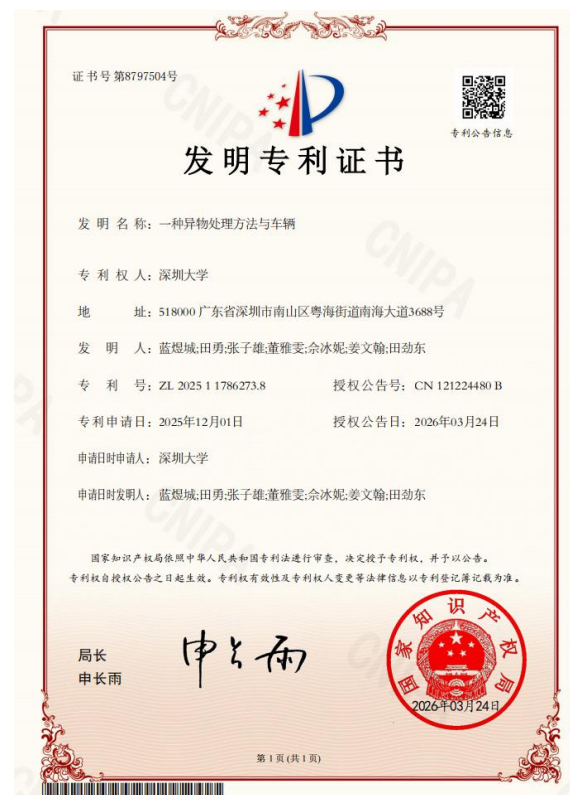 证书号 第8797504号
专利公告信息
发明专利证书
发明名称：一种异物处理方法与车辆
专利权人：深圳大学
地址：518000 广东省深圳市南山区粤海街道南海大道3688号
发明人：蓝煜城;田勇;张子雄;董雅雯;佘冰妮;姜文翰;田劲东
专利号：ZL 2025 1 1786273.8 授权公告号：CN 121224480 B
专利申请日：2025年12月01日 授权公告日：2026年03月24日
申请日时申请人：深圳大学
申请日时发明人：蓝煜城;田勇;张子雄;董雅雯;佘冰妮;姜文翰;田劲东
国家知识产权局依照中华人民共和国专利法进行审查，决定授予专利权，并予以公告。
专利权自授权公告之日起生效。专利权有效性及专利权人变更等法律信息以专利登记簿记载为准。
局长
申长雨
申长雨
国家知识产权局
2026年03月24日
第 1 页 (共 1 页)
CNIPA
CNIPA
CNIPA
CNIPA